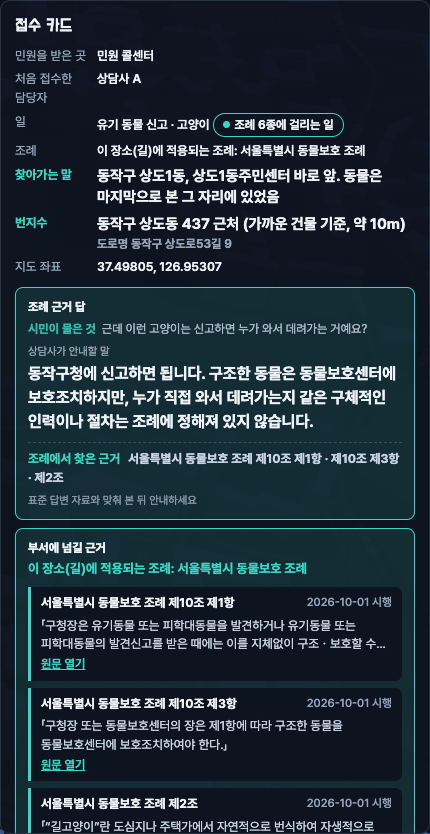 접수 카드
민원을 받은 곳 민원 콜센터
처음 접수한 담당자 상담사 A
일 유기 동물 신고 · 고양이 조례 6종에 걸리는 일
조례 이 장소(길)에 적용되는 조례: 서울특별시 동물보호 조례
찾아가는 말 동작구 상도1동, 상도1동주민센터 바로 앞. 동물은
마지막으로 본 그 자리에 있었음
번지수 동작구 상도동 437 근처 (가까운 건물 기준, 약 10m)
도로명 동작구 상도로53길 9
지도 좌표 37.49805, 126.95307
조례 근거 답
시민이 물은 것 근데 이런 고양이는 신고하면 누가 와서 데려가는 거예요?
상담사가 안내할 말
동작구청에 신고하면 됩니다. 구조한 동물은 동물보호센터에
보호조치하지만, 누가 직접 와서 데려가는지 같은 구체적인
인력이나 절차는 조례에 정해져 있지 않습니다.
조례에서 찾은 근거 서울특별시 동물보호 조례 제10조 제1항 · 제10조 제3항
· 제2조
표준 답변 자료와 맞춰 본 뒤 안내하세요
부서에 넘길 근거
이 장소(길)에 적용되는 조례: 서울특별시 동물보호 조례
서울특별시 동물보호 조례 제10조 제1항 2026-10-01 시행
「구청장은 유기동물 또는 피학대동물을 발견하거나 유기동물 또는
피학대동물의 발견신고를 받은 때에는 이를 지체없이 구조ㆍ보호할 수...
원문 열기
서울특별시 동물보호 조례 제10조 제3항 2026-10-01 시행
「구청장 또는 동물보호센터의 장은 제1항에 따라 구조한 동물을
동물보호센터에 보호조치하여야 한다.」
원문 열기
서울특별시 동물보호 조례 제2조 2026-10-01 시행
「"길고양이"란 도심지나 주택가에서 자연적으로 번식하여 자생적으로